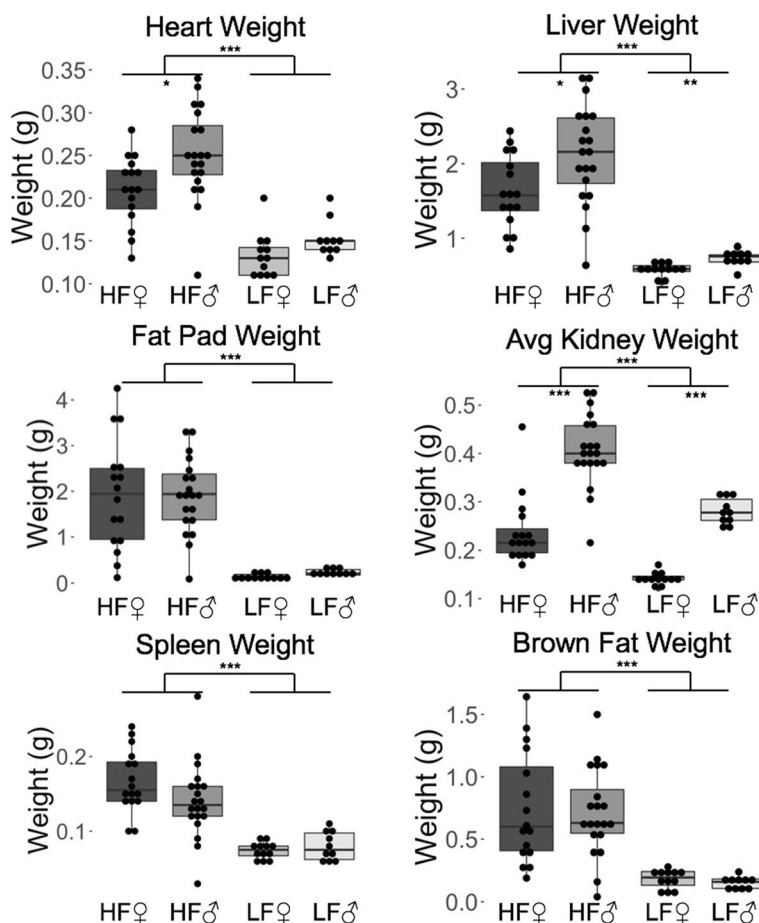 Heart Weight
***
*
Weight (g)
0.35
0.30
0.25
0.20
0.15
0.10
HF♀ HF♂ LF♀ LF♂
Liver Weight
***
* **
Weight (g)
3
2
1
HF♀ HF♂ LF♀ LF♂
Fat Pad Weight
***
Weight (g)
4
3
2
1
0
HF♀ HF♂ LF♀ LF♂
Avg Kidney Weight
***
*** ***
Weight (g)
0.5
0.4
0.3
0.2
0.1
HF♀ HF♂ LF♀ LF♂
Spleen Weight
***
Weight (g)
0.2
0.1
HF♀ HF♂ LF♀ LF♂
Brown Fat Weight
***
Weight (g)
1.5
1.0
0.5
0.0
HF♀ HF♂ LF♀ LF♂